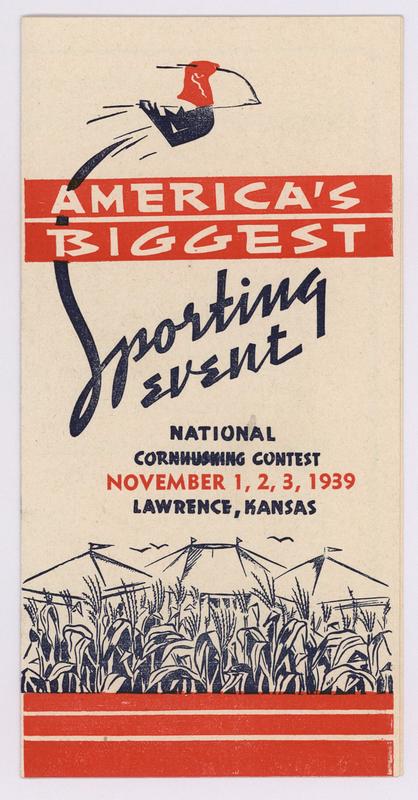 AMERICA'S
BIGGEST
Sporting
event
NATIONAL
CORNHUSKING CONTEST
NOVEMBER 1, 2, 3, 1939
LAWRENCE, KANSAS